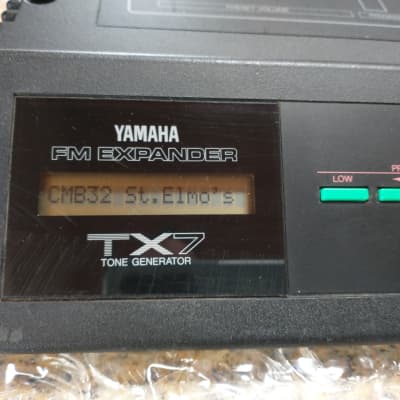 YAMAHA
FM EXPANDER
CMB32 St.Elmo's
TX7
TONE GENERATOR
LOW